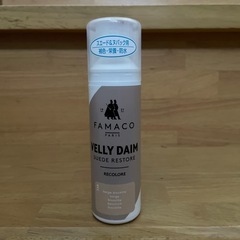 スエード&ヌバック用
補色・栄養・防水
FAMACO
PARIS
VELLY DAIM
SUEDE RESTORE
RECOLORE